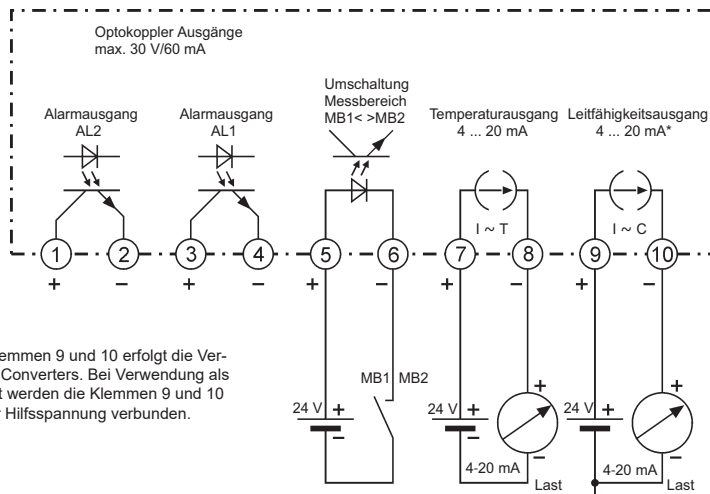 Optokoppler Ausgänge
max. 30 V/60 mA
Umschaltung
Messbereich
MB1< >MB2
Alarmausgang
AL2
Alarmausgang
AL1
Temperaturausgang
4 ... 20 mA
Leitfähigkeitsausgang
4 ... 20 mA*
I ~ T
I ~ C
1 2 3 4 5 6 7 8 9 10
+ − + − + − + − + −
lemmen 9 und 10 erfolgt die Ver-
Converters. Bei Verwendung als
t werden die Klemmen 9 und 10
r Hilfsspannung verbunden.
MB1 MB2
24 V + −
24 V + −
+ −
4-20 mA
Last
24 V +
+ −
4-20 mA
Last